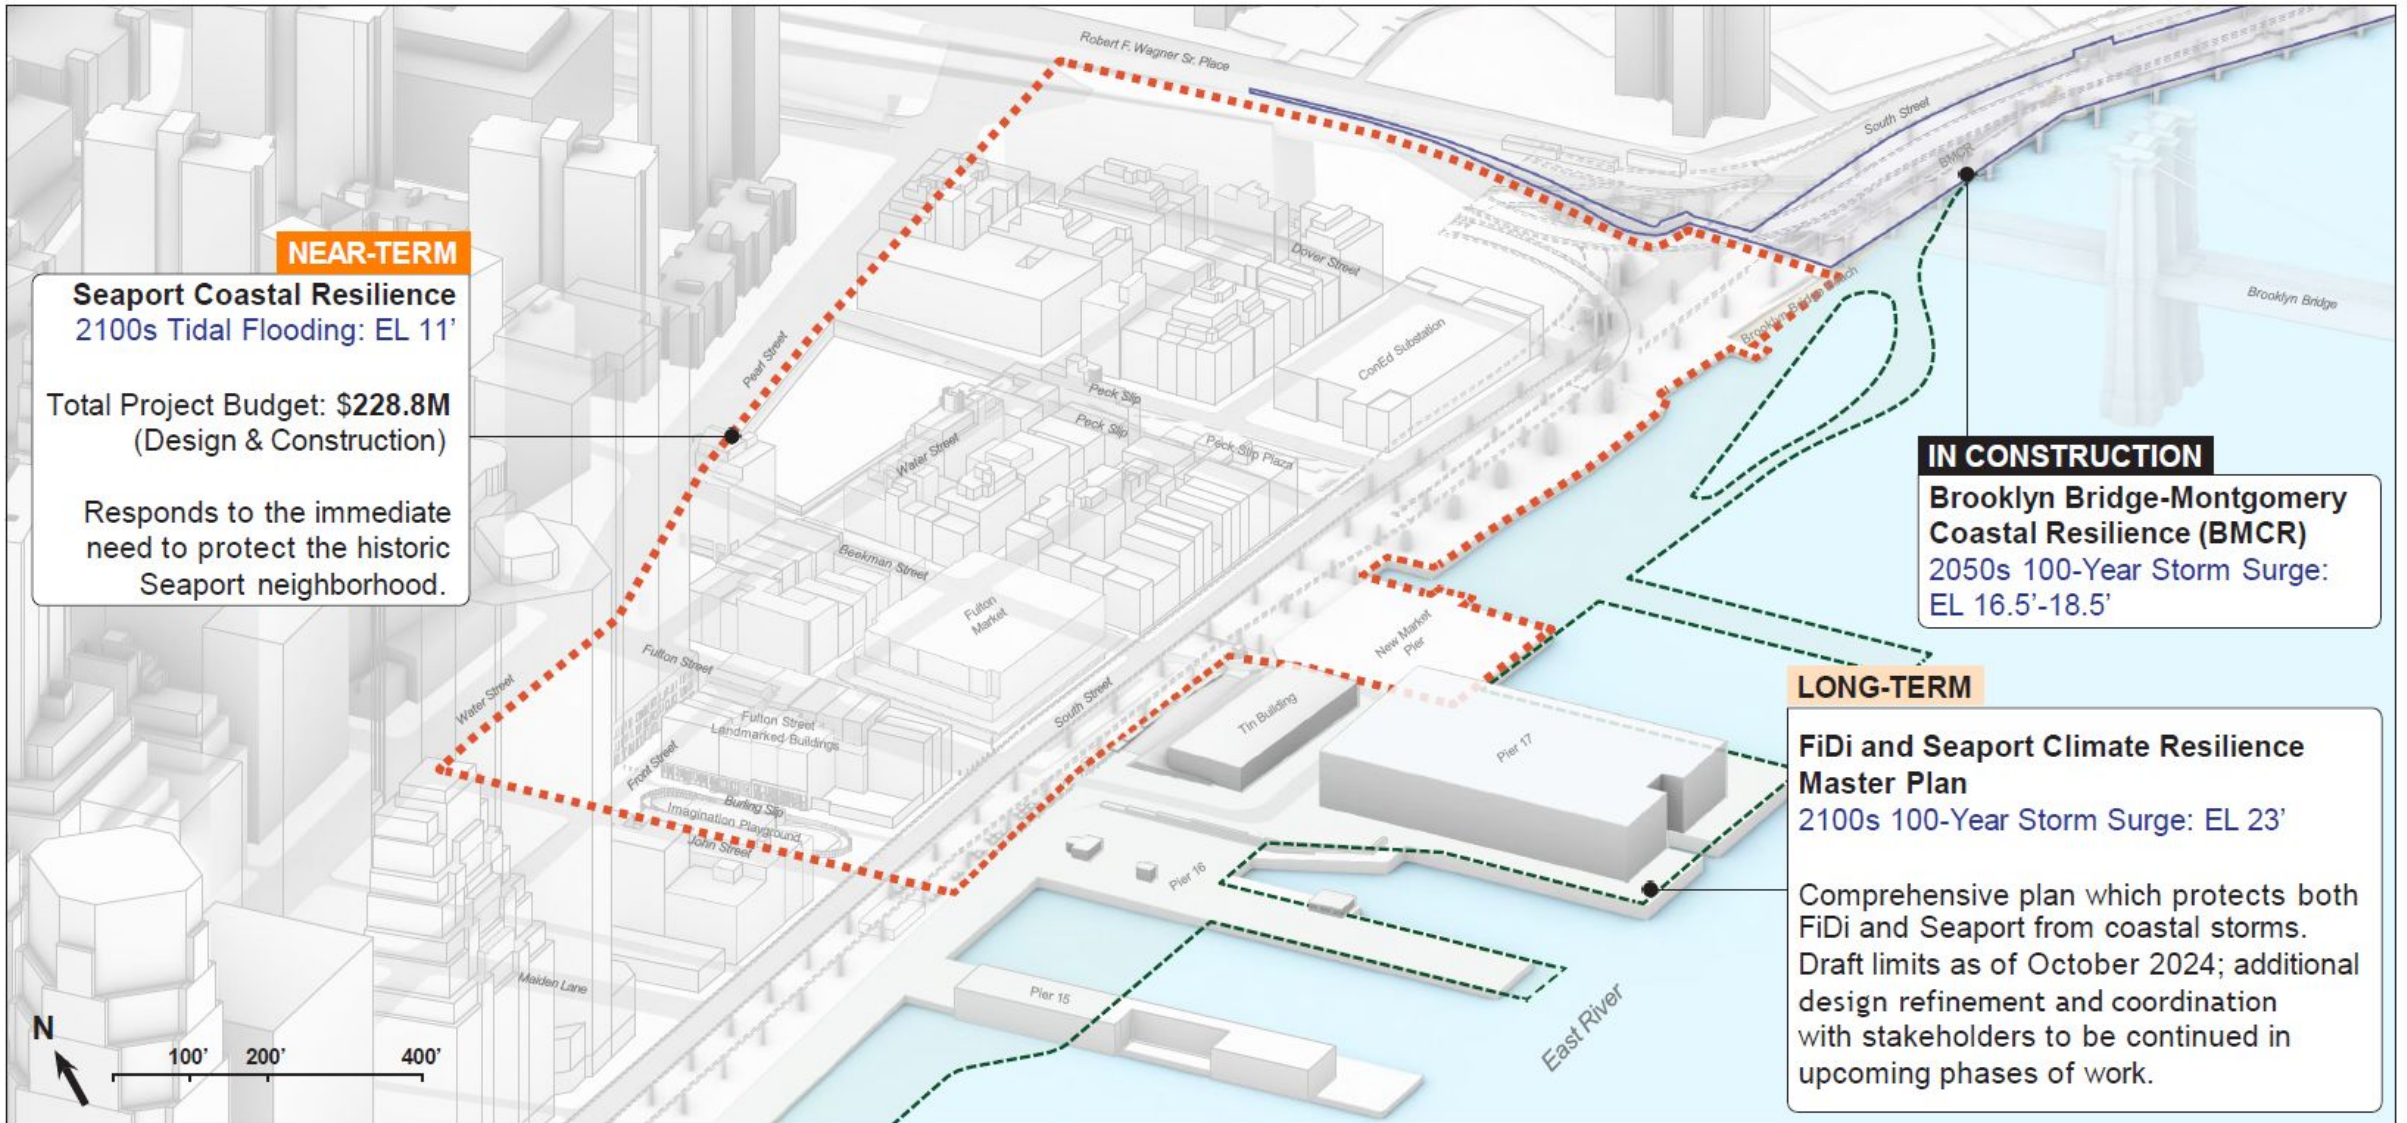 Robert F. Wagner Sr. Place
South Street
BMCR
Brooklyn Bridge
NEAR-TERM
Seaport Coastal Resilience
2100s Tidal Flooding: EL 11’
Total Project Budget: $228.8M
(Design & Construction)
Responds to the immediate
need to protect the historic
Seaport neighborhood.
Dover Street
Brooklyn Bridge Beach
Pearl Street
ConEd Substation
Peck Slip
Peck Slip
Peck Slip Plaza
Water Street
IN CONSTRUCTION
Brooklyn Bridge-Montgomery
Coastal Resilience (BMCR)
2050s 100-Year Storm Surge:
EL 16.5’-18.5’
Beekman Street
Fulton
Market
New Market
Pier
Fulton Street
Water Street
South Street
Tin Building
Pier 17
Fulton Street
Landmarked Buildings
Front Street
Burling Slip
Imagination Playground
John Street
Pier 16
LONG-TERM
FiDi and Seaport Climate Resilience
Master Plan
2100s 100-Year Storm Surge: EL 23’
Comprehensive plan which protects both
FiDi and Seaport from coastal storms.
Draft limits as of October 2024; additional
design refinement and coordination
with stakeholders to be continued in
upcoming phases of work.
Maiden Lane
Pier 15
East River
N
100’ 200’ 400’